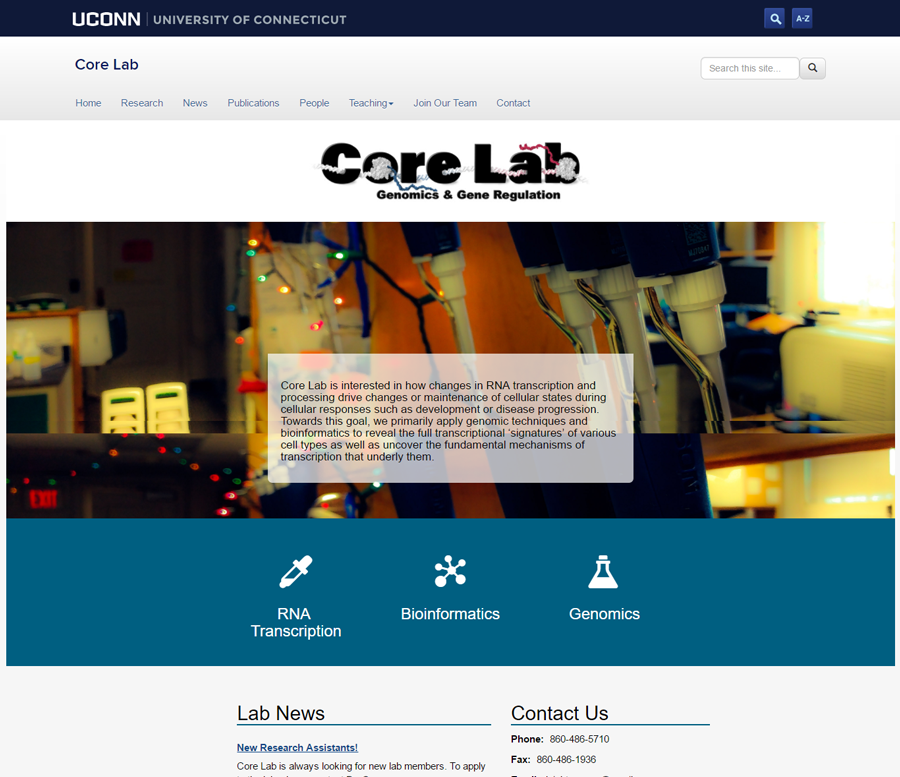 UCONN UNIVERSITY OF CONNECTICUT
A-Z
Core Lab
Search this site...
Home Research News Publications People Teaching Join Our Team Contact
Core Lab
Genomics & Gene Regulation
Core Lab is interested in how changes in RNA transcription and
processing drive changes or maintenance of cellular states during
cellular responses such as development or disease progression.
Towards this goal, we primarily apply genomic techniques and
bioinformatics to reveal the full transcriptional ‘signatures’ of various
cell types as well as uncover the fundamental mechanisms of
transcription that underly them.
EXIT
RNA
Transcription
Bioinformatics
Genomics
Lab News
New Research Assistants!
Core Lab is always looking for new lab members. To apply
Contact Us
Phone: 860-486-5710
Fax: 860-486-1936